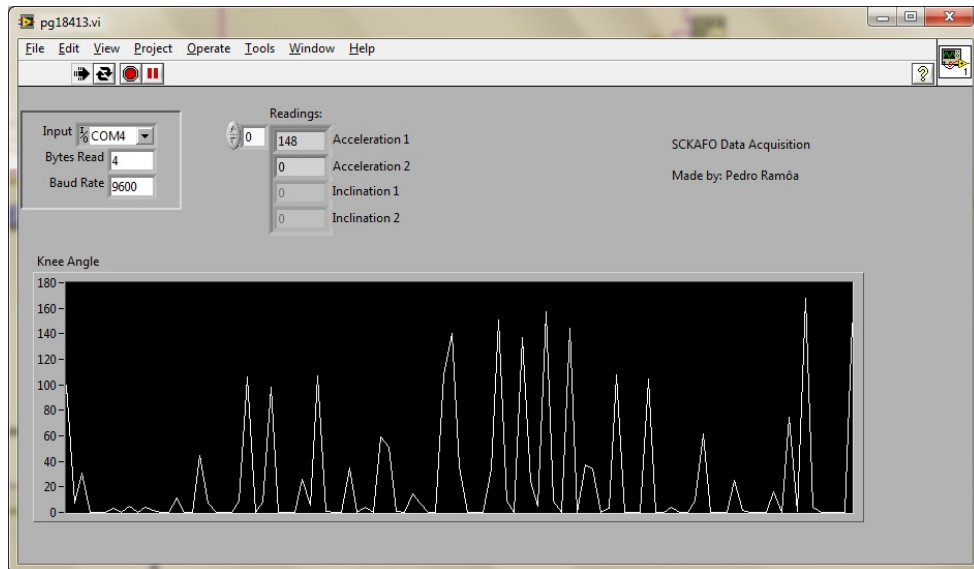 pg18413.vi
File Edit View Project Operate Tools Window Help
1
Readings:
Input COM4
Bytes Read 4
Baud Rate 9600
0
148 Acceleration 1
0 Acceleration 2
0 Inclination 1
0 Inclination 2
SCKAFO Data Acquisition
Made by: Pedro Ramôa
Knee Angle
180
160
140
120
100
80
60
40
20
0